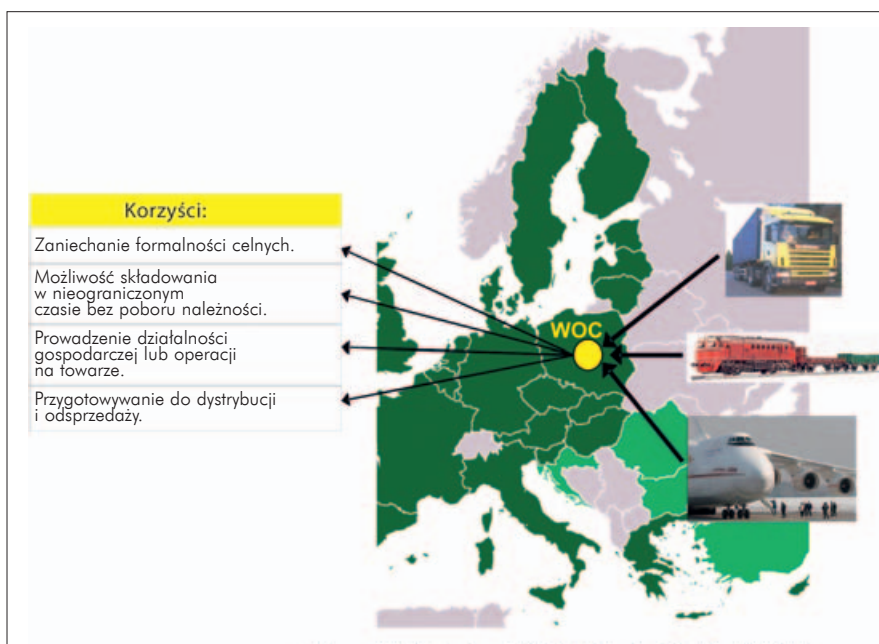 Korzyści:
Zaniechanie formalności celnych.
Możliwość składowania
w nieograniczonym
czasie bez poboru należności.
Prowadzenie działalności
gospodarczej lub operacji
na towarze.
Przygotowywanie do dystrybucji
i odsprzedaży.
WOC